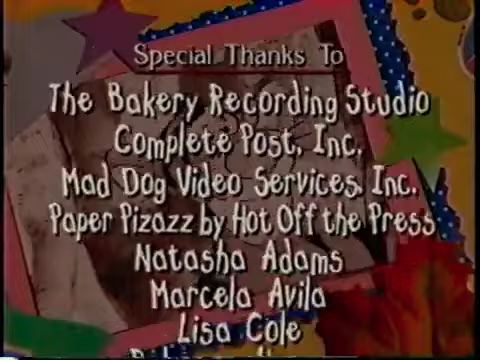 Special Thanks To
The Bakery Recording Studio
Complete Post, Inc.
Mad Dog Video Services, Inc.
Paper Pizazz by Hot Off the Press
Natasha Adams
Marcela Avila
Lisa Cole